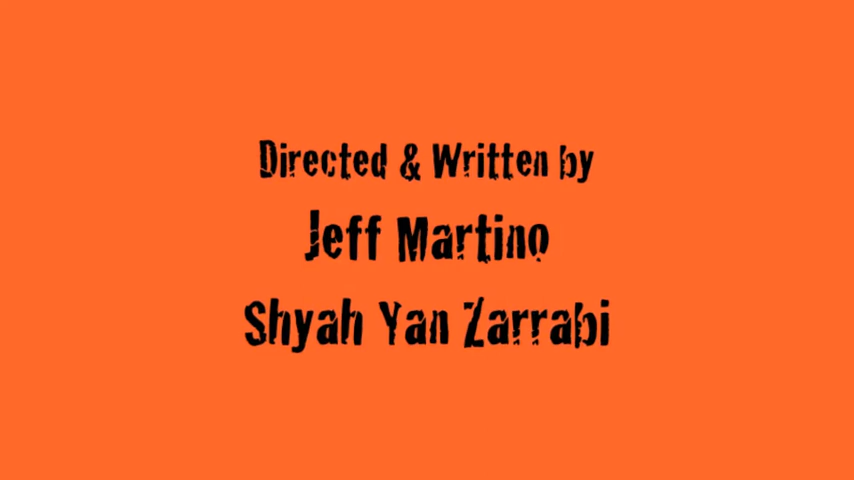 Directed & Written by
Jeff Martino
Shyah Yan Zarrabi